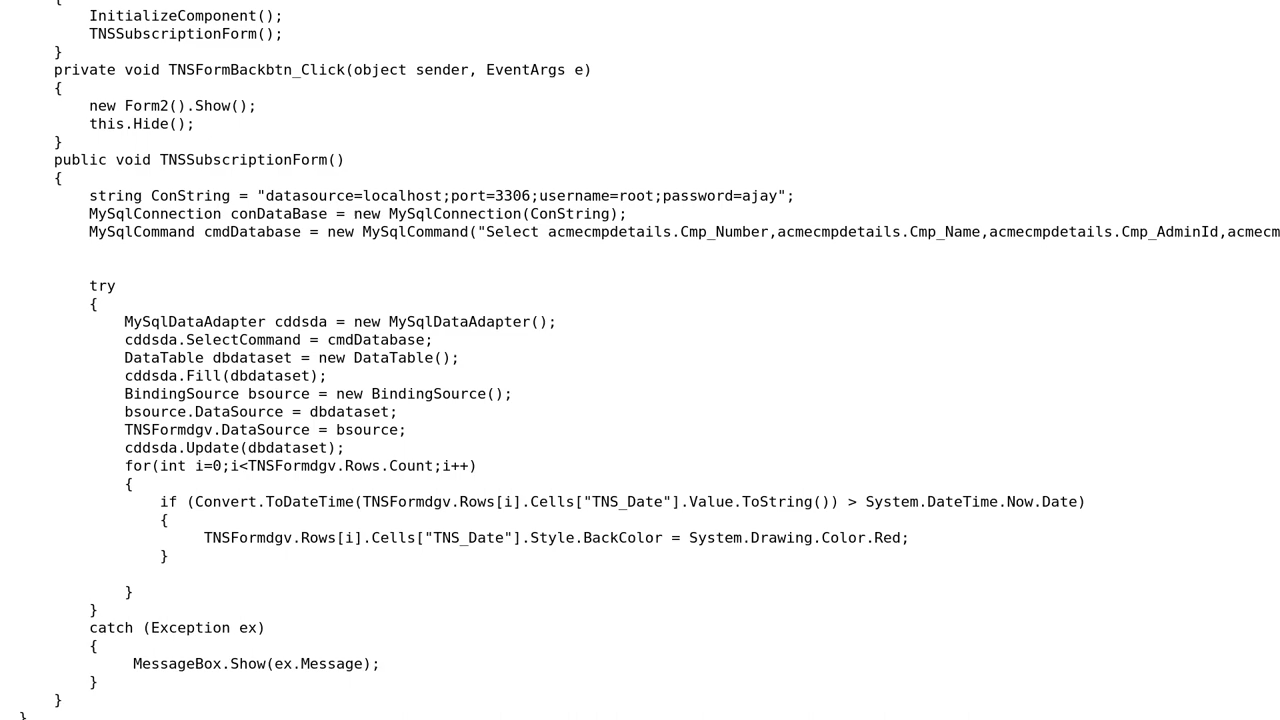 {
InitializeComponent();
TNSSubscriptionForm();
}
private void TNSFormBackbtn_Click(object sender, EventArgs e)
{
new Form2().Show();
this.Hide();
}
public void TNSSubscriptionForm()
{
string ConString = "datasource=localhost;port=3306;username=root;password=ajay";
MySqlConnection conDataBase = new MySqlConnection(ConString);
MySqlCommand cmdDatabase = new MySqlCommand("Select acmecmpdetails.Cmp_Number,acmecmpdetails.Cmp_Name,acmecmpdetails.Cmp_AdminId,acmecm
try
{
MySqlDataAdapter cddsda = new MySqlDataAdapter();
cddsda.SelectCommand = cmdDatabase;
DataTable dbdataset = new DataTable();
cddsda.Fill(dbdataset);
BindingSource bsource = new BindingSource();
bsource.DataSource = dbdataset;
TNSFormdgv.DataSource = bsource;
cddsda.Update(dbdataset);
for(int i=0;i<TNSFormdgv.Rows.Count;i++)
{
if (Convert.ToDateTime(TNSFormdgv.Rows[i].Cells["TNS_Date"].Value.ToString()) > System.DateTime.Now.Date)
{
TNSFormdgv.Rows[i].Cells["TNS_Date"].Style.BackColor = System.Drawing.Color.Red;
}
}
}
catch (Exception ex)
{
MessageBox.Show(ex.Message);
}
}
}